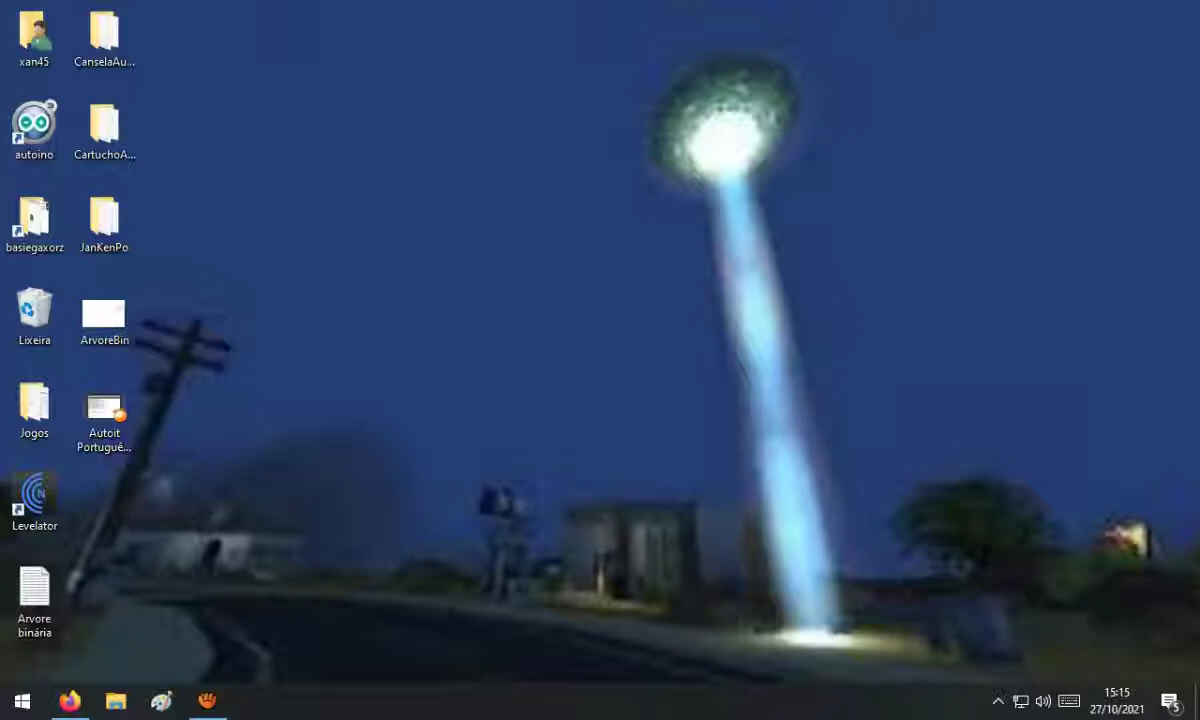 xan45
CanselaAu...
autoino
CartuchoA...
basiegaxorz
JanKenPo
Lixeira
ArvoreBin
Jogos
Autoit
Portuguê...
Levelator
Arvore
binária
15:15
27/10/2021
5